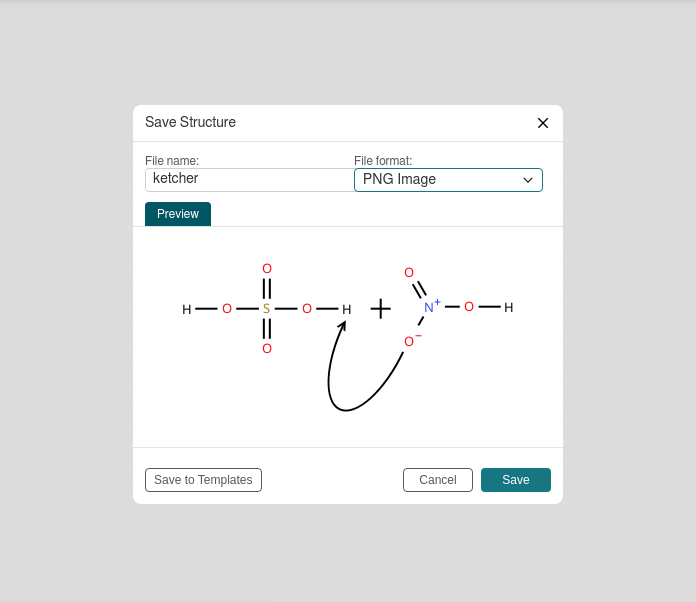 Save Structure
File name:
File format:
ketcher
PNG Image
Preview
O
O
H O S O H + N+ O H
O
O−
Save to Templates
Cancel
Save